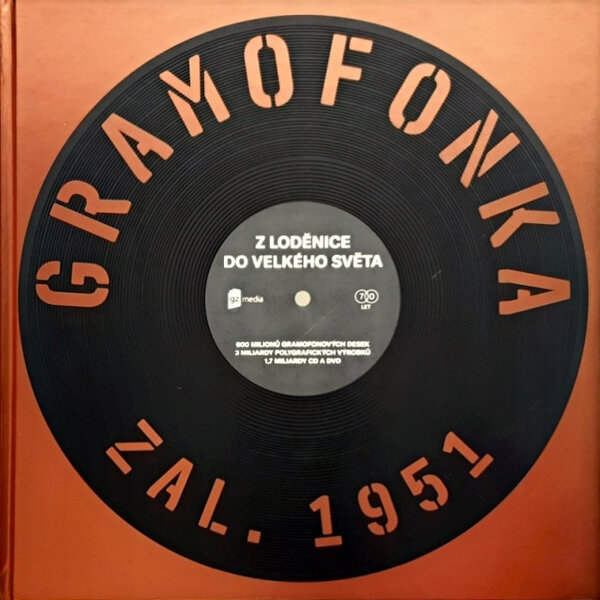 GRAMOFONKA
Z LODĚNICE
DO VELKÉHO SVĚTA
gz media
70
LET
600 MILIONŮ GRAMOFONOVÝCH DESEK
3 MILIARDY POLYGRAFICKÝCH VÝROBKŮ
1,7 MILIARDY CD A DVD
ZAL. 1951